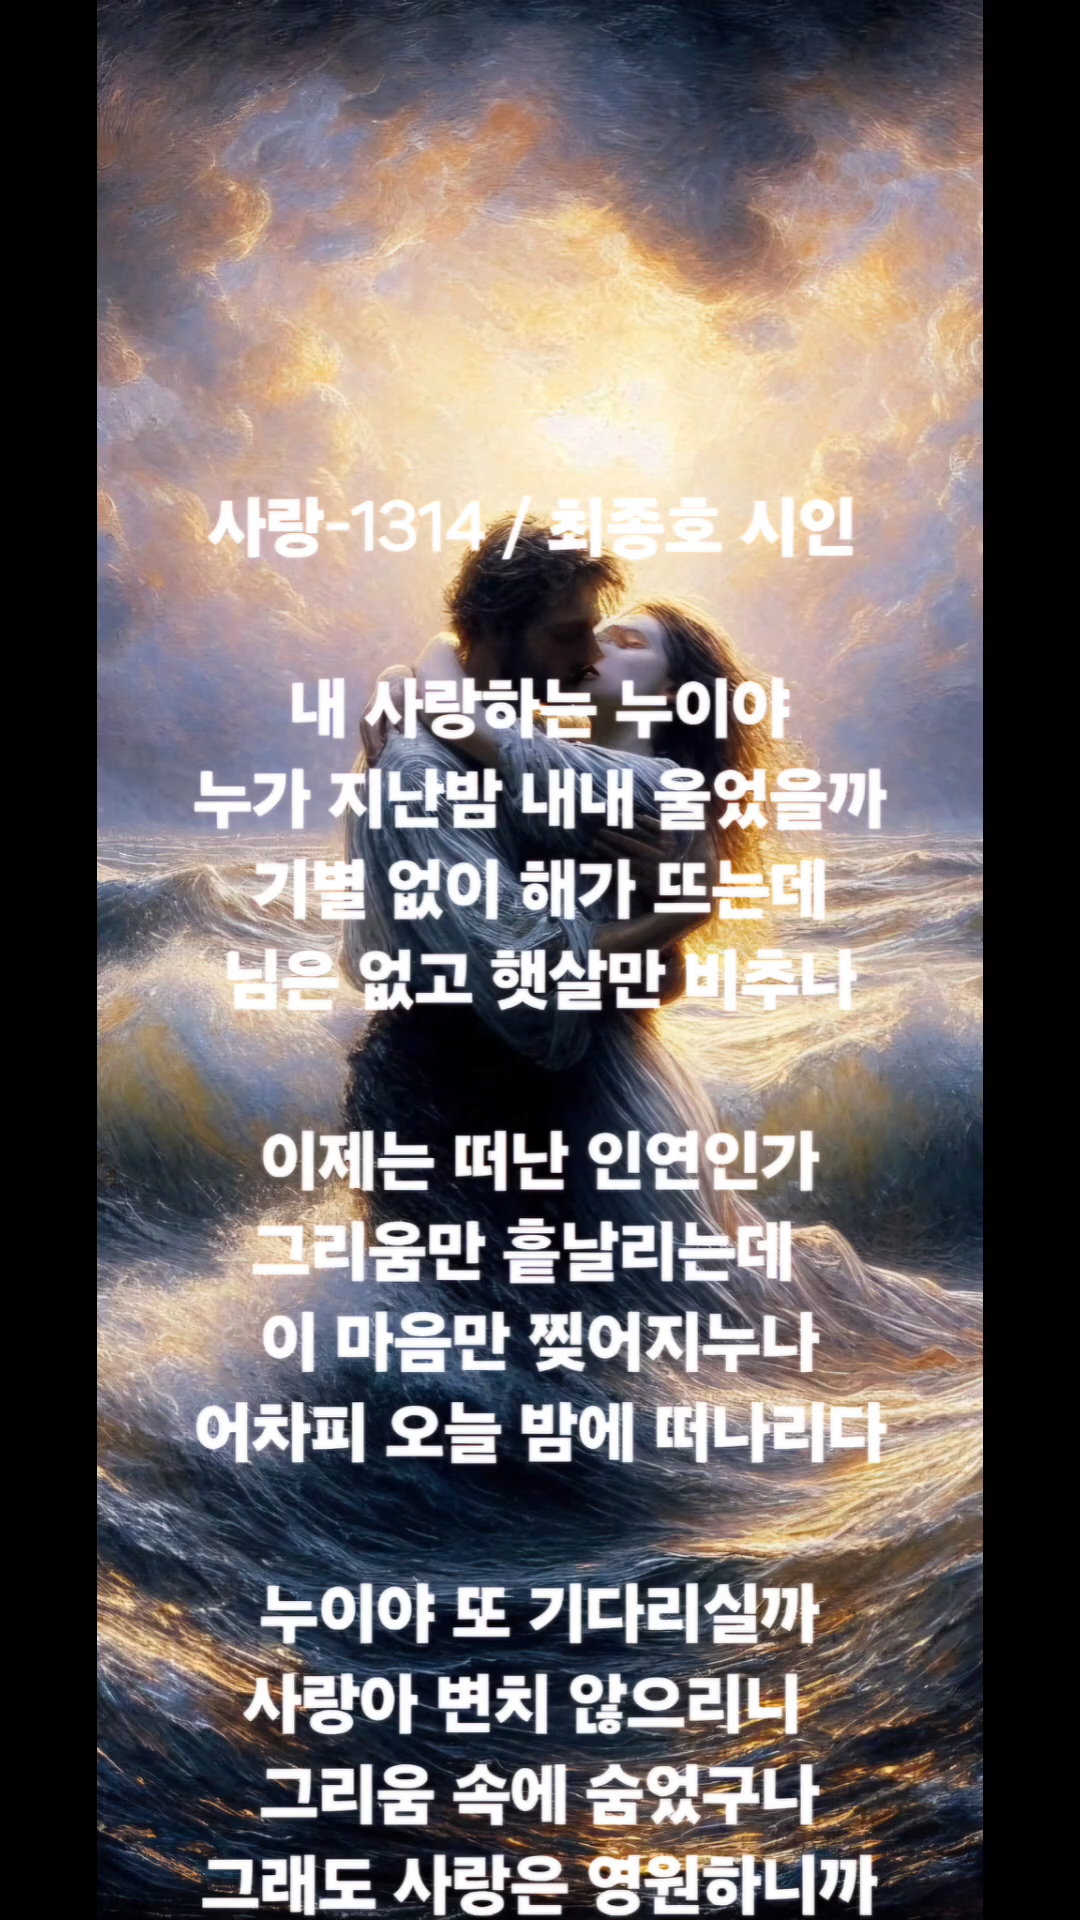 사랑-1314 / 최종호 시인
내 사랑하는 누이야
누가 지난밤 내내 울었을까
기별 없이 해가 뜨는데
님은 없고 햇살만 비추나
이제는 떠난 인연인가
그리움만 흩날리는데
이 마음만 찢어지누나
어차피 오늘 밤에 떠나리다
누이야 또 기다리실까
사랑아 변치 않으리니
그리움 속에 숨었구나
그래도 사랑은 영원하니까